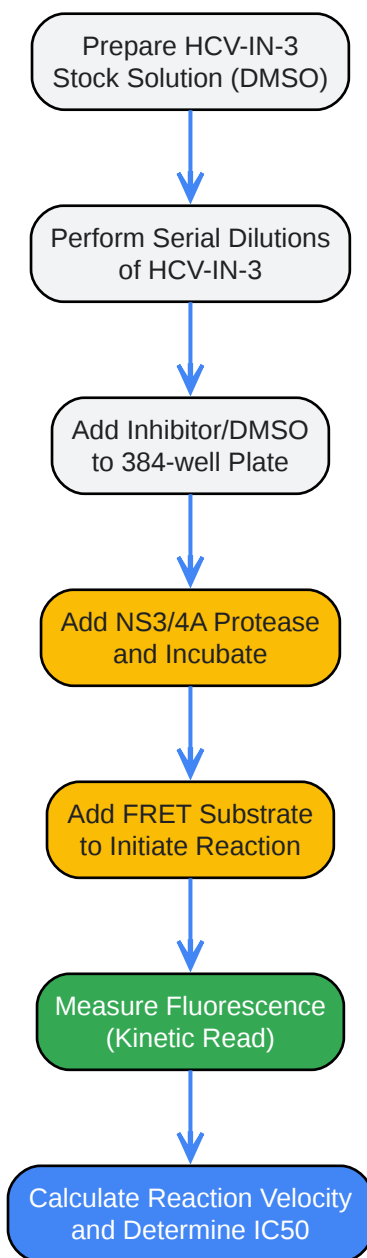 Prepare HCV-IN-3
Stock Solution (DMSO)
Perform Serial Dilutions
of HCV-IN-3
Add Inhibitor/DMSO
to 384-well Plate
Add NS3/4A Protease
and Incubate
Add FRET Substrate
to Initiate Reaction
Measure Fluorescence
(Kinetic Read)
Calculate Reaction Velocity
and Determine IC50